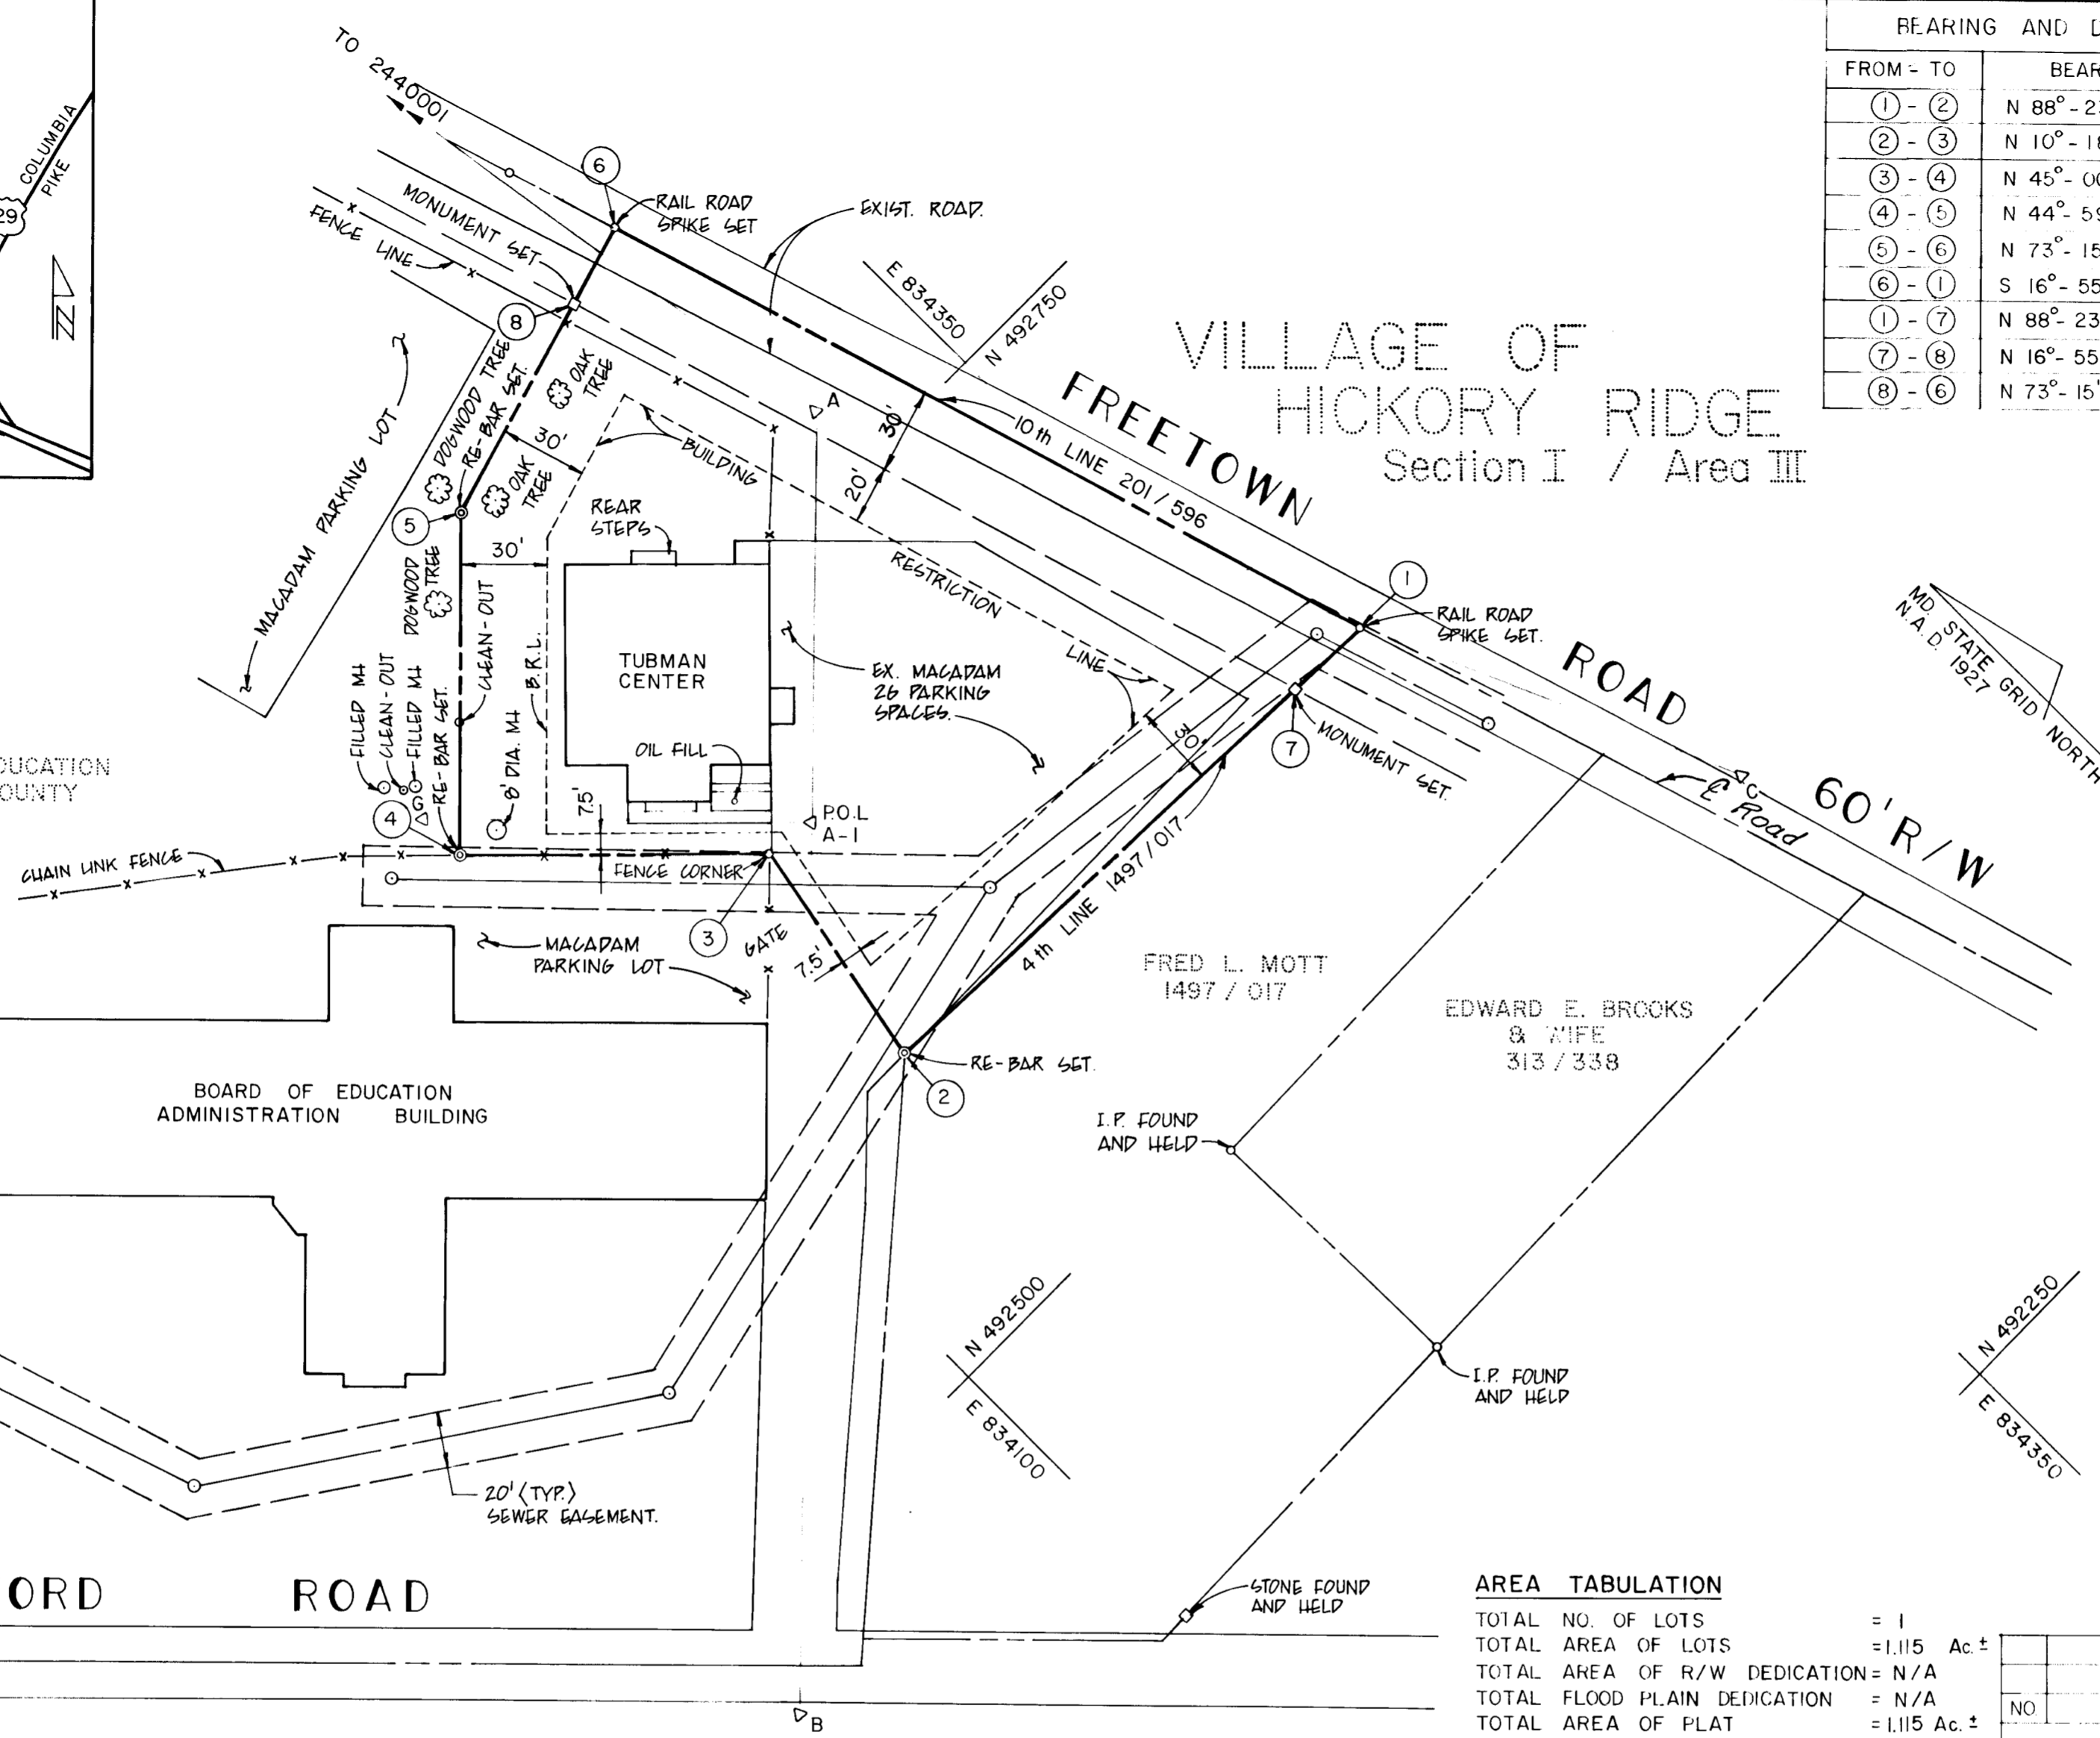 COLUMBIA
PIKE
29
N
TO 2440001
6
RAIL ROAD
SPIKE SET
EXIST. ROAD.
MONUMENT SET
FENCE LINE
8
E 834350
N 492750
VILLAGE OF
HICKORY RIDGE
Section I / Area III
FREETOWN
ROAD
60' R/W
BEARING AND
FROM - TO
BEAR
1 - 2 N 88° - 2
2 - 3 N 10° - 18
3 - 4 N 45° - 00
4 - 5 N 44° - 59
5 - 6 N 73° - 15
6 - 1 S 16° - 55
1 - 7 N 88° - 23
7 - 8 N 16° - 55
8 - 6 N 73° - 15'
MACADAM PARKING LOT
DOGWOOD TREE
RE-BAR SET.
OAK
TREE
30'
OAK
TREE
A
BUILDING
30'
20'
10th LINE 201/596
5
REAR
STEPS
30'
RESTRICTION
LINE
DOGWOOD
TREE
CLEAN-OUT
B.R.L.
TUBMAN
CENTER
EX. MACADAM
26 PARKING
SPACES.
1
RAIL ROAD
SPIKE SET.
MD. STATE GRID NORTH
N.A.D. 1927
FILLED MH
CLEAN-OUT
FILLED MH
G
RE-BAR SET.
8' DIA. MH
OIL FILL
7.5'
30'
7
MONUMENT SET.
C
℄ Road
DUCATION
OUNTY
4
P.O.L
A-1
CHAIN LINK FENCE
FENCE CORNER
4th LINE 1497/017
3
GATE
7.5'
MACADAM
PARKING LOT
FRED L. MOTT
1497 / 017
EDWARD E. BROOKS
& WIFE
313 / 338
RE-BAR SET.
2
BOARD OF EDUCATION
ADMINISTRATION BUILDING
I.P. FOUND
AND HELD
N 492500
E 834100
N 492250
E 834350
I.P. FOUND
AND HELD
20' (TYP.)
SEWER EASEMENT.
ORD ROAD
STONE FOUND
AND HELD
B
AREA TABULATION
TOTAL NO. OF LOTS = 1
TOTAL AREA OF LOTS = 1.115 Ac. ±
TOTAL AREA OF R/W DEDICATION = N/A
TOTAL FLOOD PLAIN DEDICATION = N/A
TOTAL AREA OF PLAT = 1.115 Ac. ±
NO.